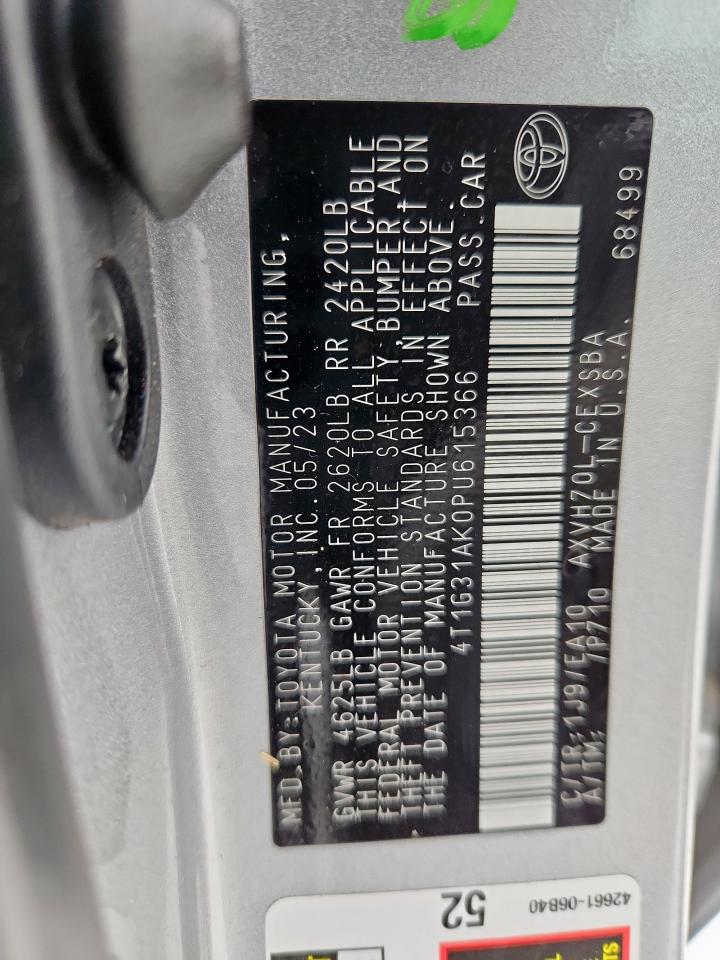 MFD.BY:TOYOTA MOTOR MANUFACTURING,
KENTUCKY,INC.05/23
GVWR 4625LB GAWR FR 2620LB RR 2420LB
THIS VEHICLE CONFORMS TO ALL APPLICABLE
FEDERAL MOTOR VEHICLE SAFETY, BUMPER,AND
THEFT PREVENTION STANDARDS IN EFFECT ON
THE DATE OF MANUFACTURE SHOWN ABOVE.
4T1G31AK0PU615366 PASS.CAR
C/TR:1J9/EA10 AXVH70L-CEXSBA
A/TM: /P710 MADE IN U.S.A.
68499
52
42661-06B40